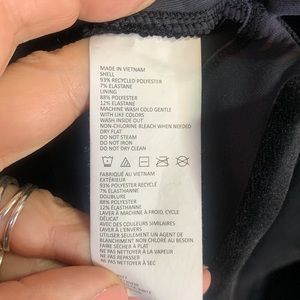 MADE IN VIETNAM
SHELL
93% RECYCLED POLYESTER
7% ELASTANE
LINING
88% POLYESTER
12% ELASTANE
MACHINE WASH COLD GENTLE
WITH LIKE COLORS
WASH INSIDE OUT
NON-CHLORINE BLEACH WHEN NEEDED
DRY FLAT
DO NOT STEAM
DO NOT IRON
DO NOT DRY CLEAN
FABRIQUÉ AU VIETNAM
EXTÉRIEUR
93% POLYESTER RECYCLÉ
7% ÉLASTHANNE
DOUBLURE
88% POLYESTER
12% ÉLASTHANNE
LAVER À MACHINE À FROID, CYCLE
DÉLICAT
AVEC DES COULEURS SIMILAIRES
LAVER À L'ENVERS
UTILISER SEULEMENT UN AGENT DE
BLANCHIMENT NON CHLORÉ AU BESOIN
SÉCHER À PLAT
NE PAS PASSER À LA VAPEUR
NE PAS REPASSER
NE PAS NETTOYER À SEC